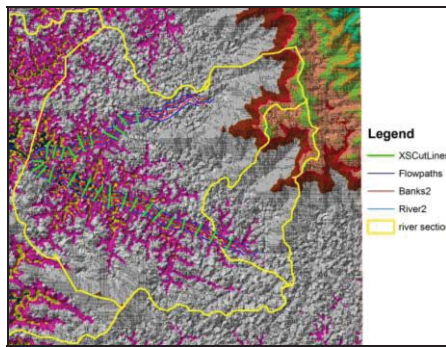 Legend
XSCutLines
Flowpaths
Banks2
River2
river section